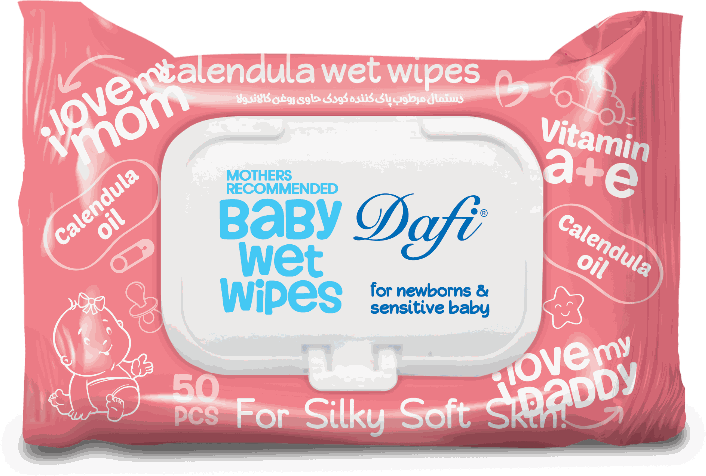 calendula wet wipes
دستمال مرطوب پاک کننده کودک حاوی روغن کالاندولا
i love my
mom
Vitamin
a+e
Calendula
oil
MOTHERS
RECOMMENDED
BaBY
wet
wipes
Dafi®
for newborns &
sensitive baby
Calendula
oil
i love my
DaDDY
50
PCS
For Silky Soft Skin!